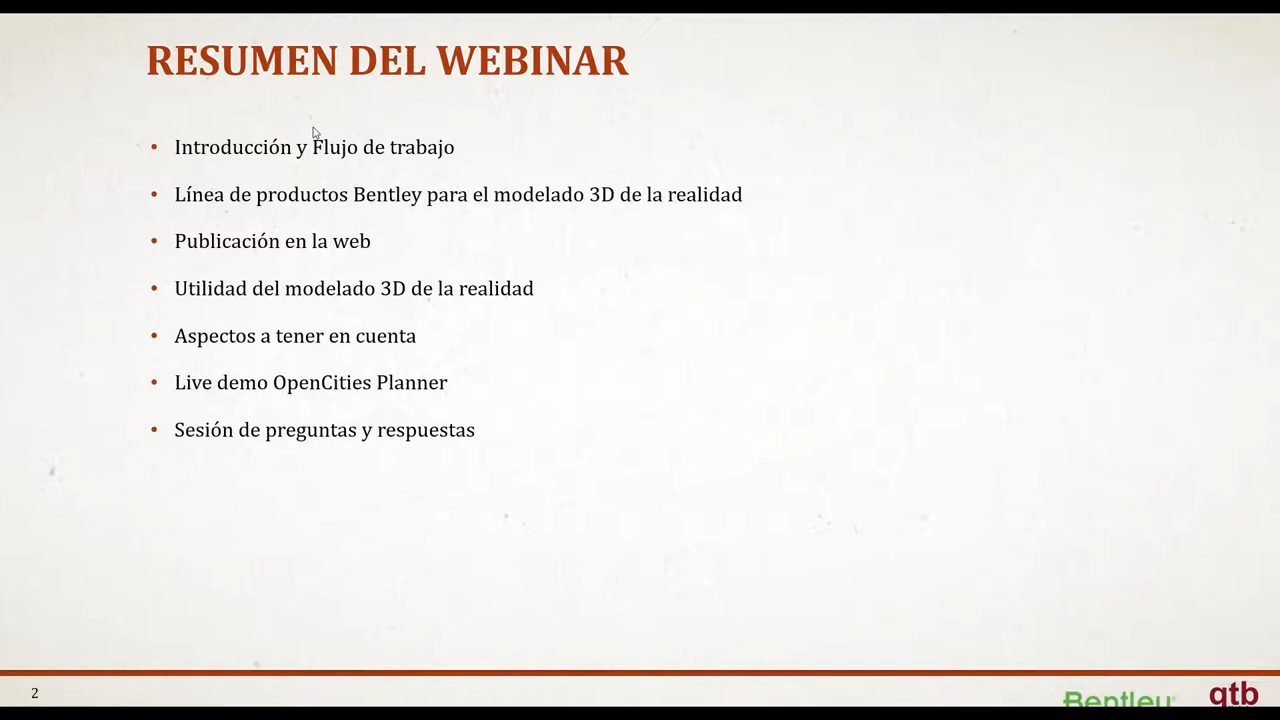 RESUMEN DEL WEBINAR
• Introducción y Flujo de trabajo
• Línea de productos Bentley para el modelado 3D de la realidad
• Publicación en la web
• Utilidad del modelado 3D de la realidad
• Aspectos a tener en cuenta
• Live demo OpenCities Planner
• Sesión de preguntas y respuestas
2
Bentley
qtb